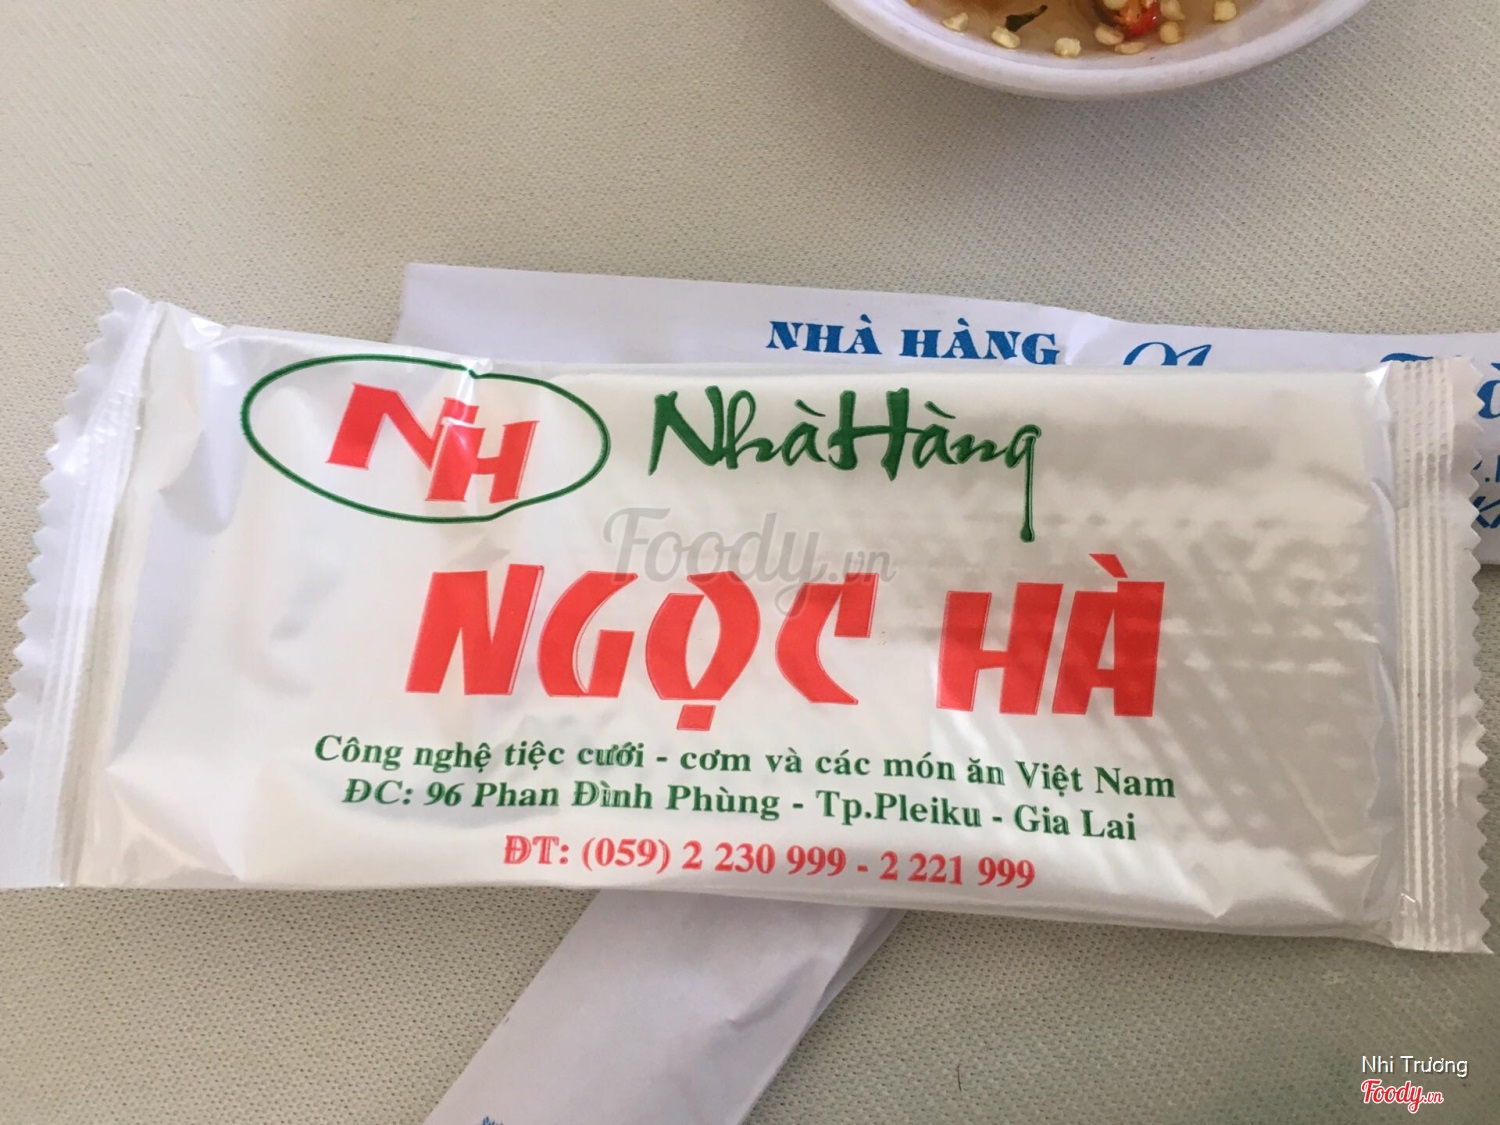 NHÀ HÀNG
NH
Nhà Hàng
Foody.vn
NGỌC HÀ
Công nghệ tiệc cưới - cơm và các món ăn Việt Nam
ĐC: 96 Phan Đình Phùng - Tp.Pleiku - Gia Lai
ĐT: (059) 2 230 999 - 2 221 999
Nhi Trương
Foody.vn